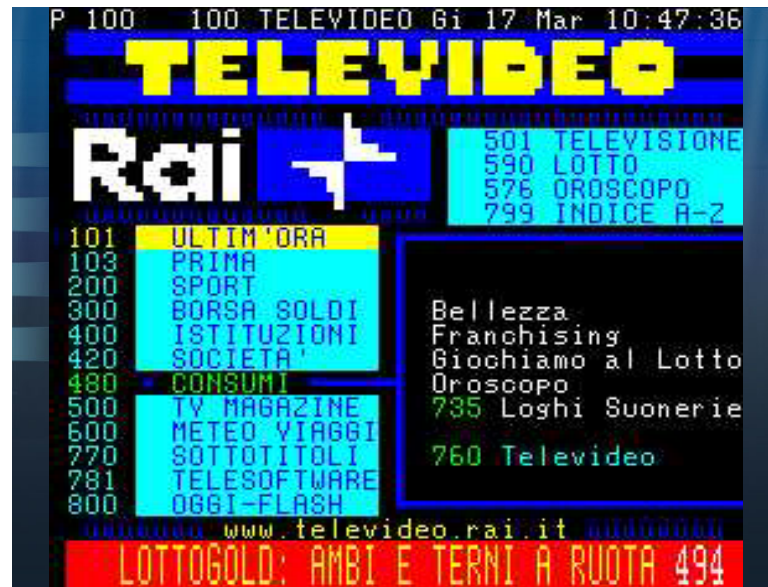 P 100 100 TELEVIDEO Gi 17 Mar 10:47:36
TELEVIDEO
Rai
501 TELEVISIONE
590 LOTTO
576 OROSCOPO
799 INDICE A-Z
101 ULTIM'ORA
103 PRIMA
200 SPORT
300 BORSA SOLDI
400 ISTITUZIONI
420 SOCIETA'
480 CONSUMI
500 TV MAGAZINE
600 METEO VIAGGI
770 SOTTOTITOLI
781 TELESOFTWARE
800 OGGI-FLASH
Bellezza
Franchising
Giochiamo al Lotto
Oroscopo
735 Loghi Suonerie
760 Televideo
www.televideo.rai.it
LOTTOGOLD: AMBI E TERNI A RUOTA 494